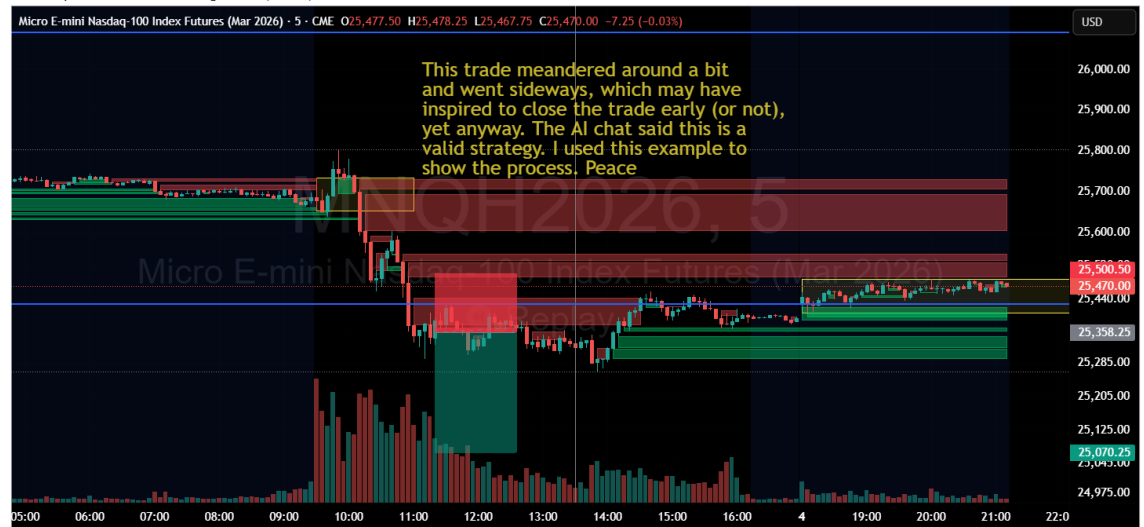 Micro E-mini Nasdaq-100 Index Futures (Mar 2026) · 5 · CME O25,477.50 H25,478.25 L25,467.75 C25,470.00 −7.25 (−0.03%)
USD
This trade meandered around a bit
and went sideways, which may have
inspired to close the trade early (or not),
yet anyway. The AI chat said this is a
valid strategy. I used this example to
show the process. Peace
MNQH2026, 5
Micro E-mini Nasdaq-100 Index Futures (Mar 2026)
Replay
26,000.00
25,900.00
25,800.00
25,700.00
25,600.00
25,500.50
25,470.00
25,440.00
25,358.25
25,285.00
25,205.00
25,125.00
25,070.25
25,045.00
24,975.00
05:00 06:00 07:00 08:00 09:00 10:00 11:00 12:00 13:00 14:00 15:00 16:00 4 19:00 20:00 21:00 22:0